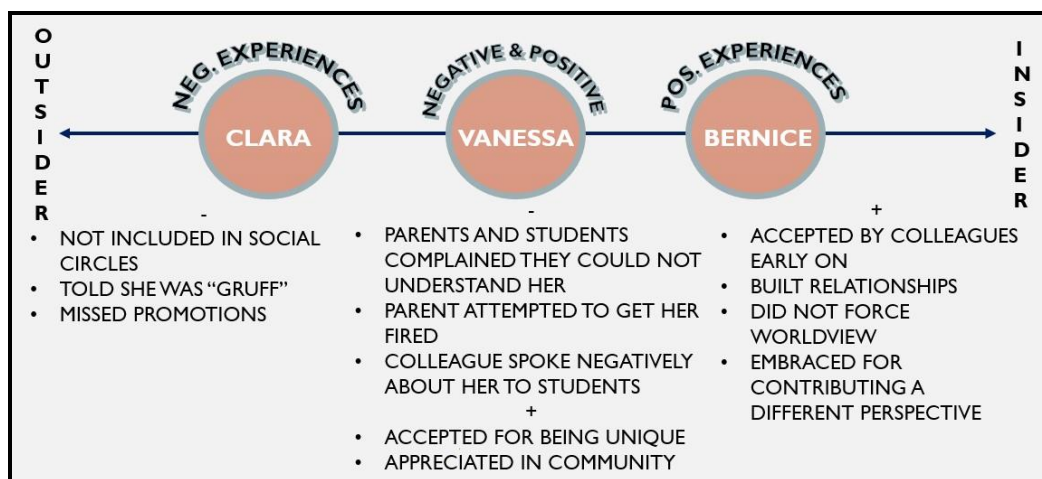 OUTSIDER
INSIDER
NEG. EXPERIENCES
NEGATIVE & POSITIVE
POS. EXPERIENCES
CLARA
VANESSA
BERNICE
-
• NOT INCLUDED IN SOCIAL
CIRCLES
• TOLD SHE WAS “GRUFF”
• MISSED PROMOTIONS
-
• PARENTS AND STUDENTS
COMPLAINED THEY COULD NOT
UNDERSTAND HER
• PARENT ATTEMPTED TO GET HER
FIRED
• COLLEAGUE SPOKE NEGATIVELY
ABOUT HER TO STUDENTS
+
• ACCEPTED FOR BEING UNIQUE
• APPRECIATED IN COMMUNITY
+
• ACCEPTED BY COLLEAGUES
EARLY ON
• BUILT RELATIONSHIPS
• DID NOT FORCE
WORLDVIEW
• EMBRACED FOR
CONTRIBUTING A
DIFFERENT PERSPECTIVE